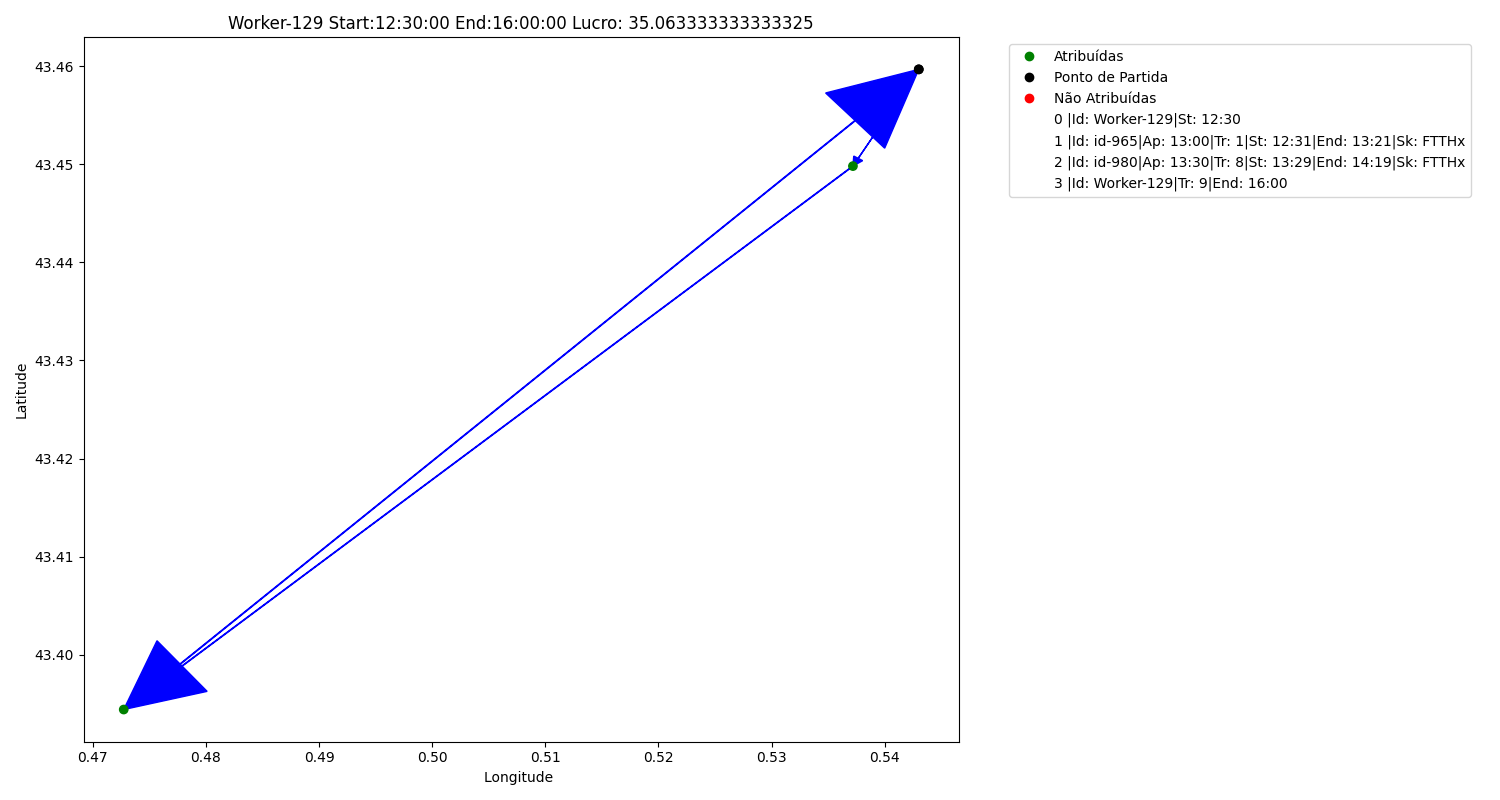 Worker-129 Start:12:30:00 End:16:00:00 Lucro: 35.063333333333325
43.46
43.45
43.44
43.43
43.42
43.41
43.40
Latitude
0.47 0.48 0.49 0.50 0.51 0.52 0.53 0.54
Longitude
Atribuídas
Ponto de Partida
Não Atribuídas
0 |Id: Worker-129|St: 12:30
1 |Id: id-965|Ap: 13:00|Tr: 1|St: 12:31|End: 13:21|Sk: FTTHx
2 |Id: id-980|Ap: 13:30|Tr: 8|St: 13:29|End: 14:19|Sk: FTTHx
3 |Id: Worker-129|Tr: 9|End: 16:00